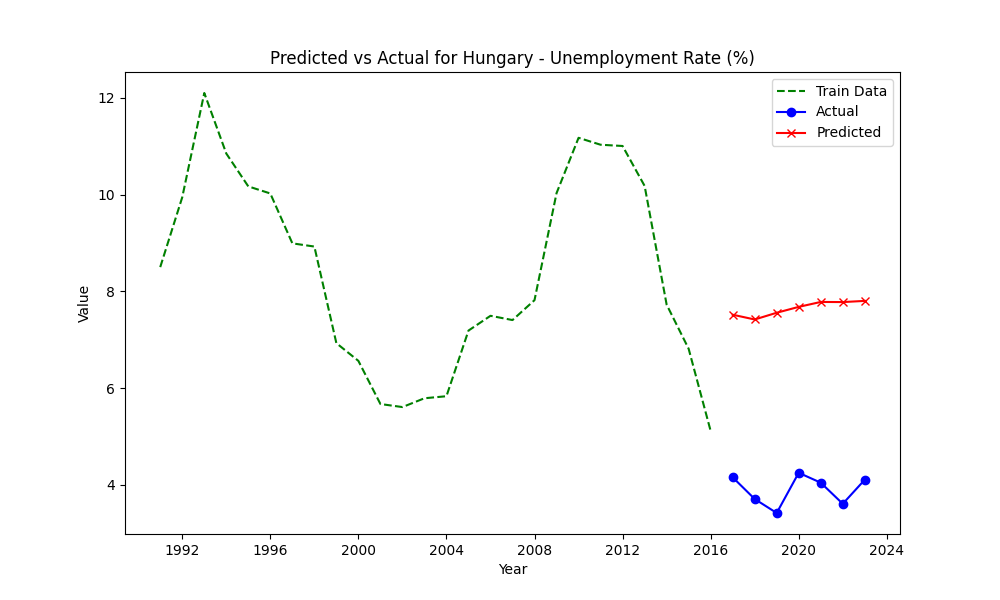 Predicted vs Actual for Hungary - Unemployment Rate (%)
Train Data
Actual
Predicted
Value
12
10
8
6
4
1992 1996 2000 2004 2008 2012 2016 2020 2024
Year